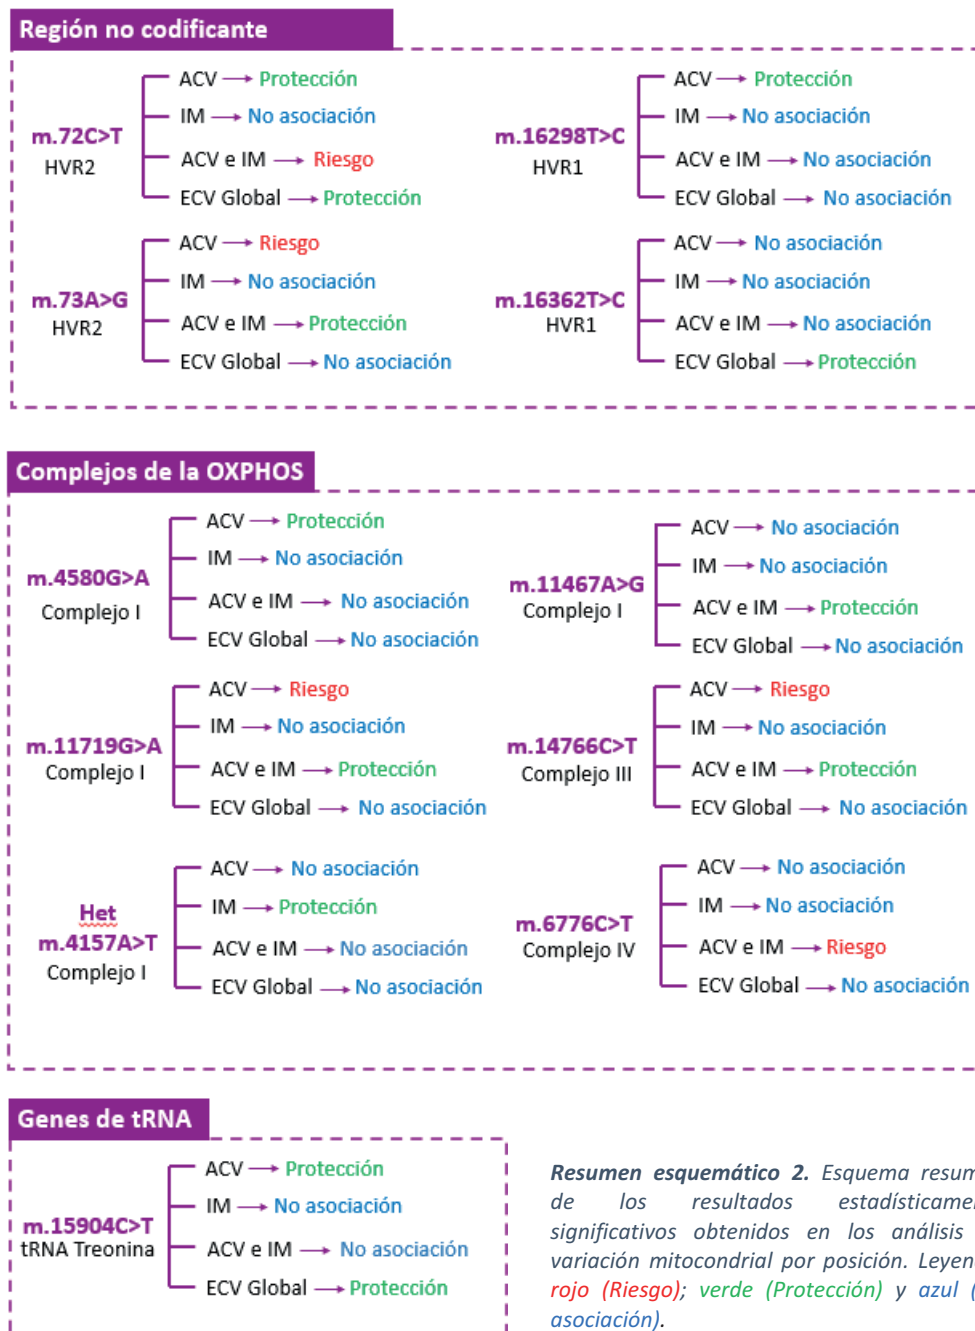 Región no codificante
m.72C>T
HVR2
ACV → Protección
IM → No asociación
ACV e IM → Riesgo
ECV Global → Protección
m.16298T>C
HVR1
ACV → Protección
IM → No asociación
ACV e IM → No asociación
ECV Global → No asociación
m.73A>G
HVR2
ACV → Riesgo
IM → No asociación
ACV e IM → Protección
ECV Global → No asociación
m.16362T>C
HVR1
ACV → No asociación
IM → No asociación
ACV e IM → No asociación
ECV Global → Protección
Complejos de la OXPHOS
m.4580G>A
Complejo I
ACV → Protección
IM → No asociación
ACV e IM → No asociación
ECV Global → No asociación
m.11467A>G
Complejo I
ACV → No asociación
IM → No asociación
ACV e IM → Protección
ECV Global → No asociación
m.11719G>A
Complejo I
ACV → Riesgo
IM → No asociación
ACV e IM → Protección
ECV Global → No asociación
m.14766C>T
Complejo III
ACV → Riesgo
IM → No asociación
ACV e IM → Protección
ECV Global → No asociación
Het
m.4157A>T
Complejo I
ACV → No asociación
IM → Protección
ACV e IM → No asociación
ECV Global → No asociación
m.6776C>T
Complejo IV
ACV → No asociación
IM → No asociación
ACV e IM → Riesgo
ECV Global → No asociación
Genes de tRNA
m.15904C>T
tRNA Treonina
ACV → Protección
IM → No asociación
ACV e IM → No asociación
ECV Global → Protección
Resumen esquemático 2. Esquema resum
de los resultados estadísticamen
significativos obtenidos en los análisis
variación mitocondrial por posición. Leyen
rojo (Riesgo); verde (Protección) y azul (
asociación).